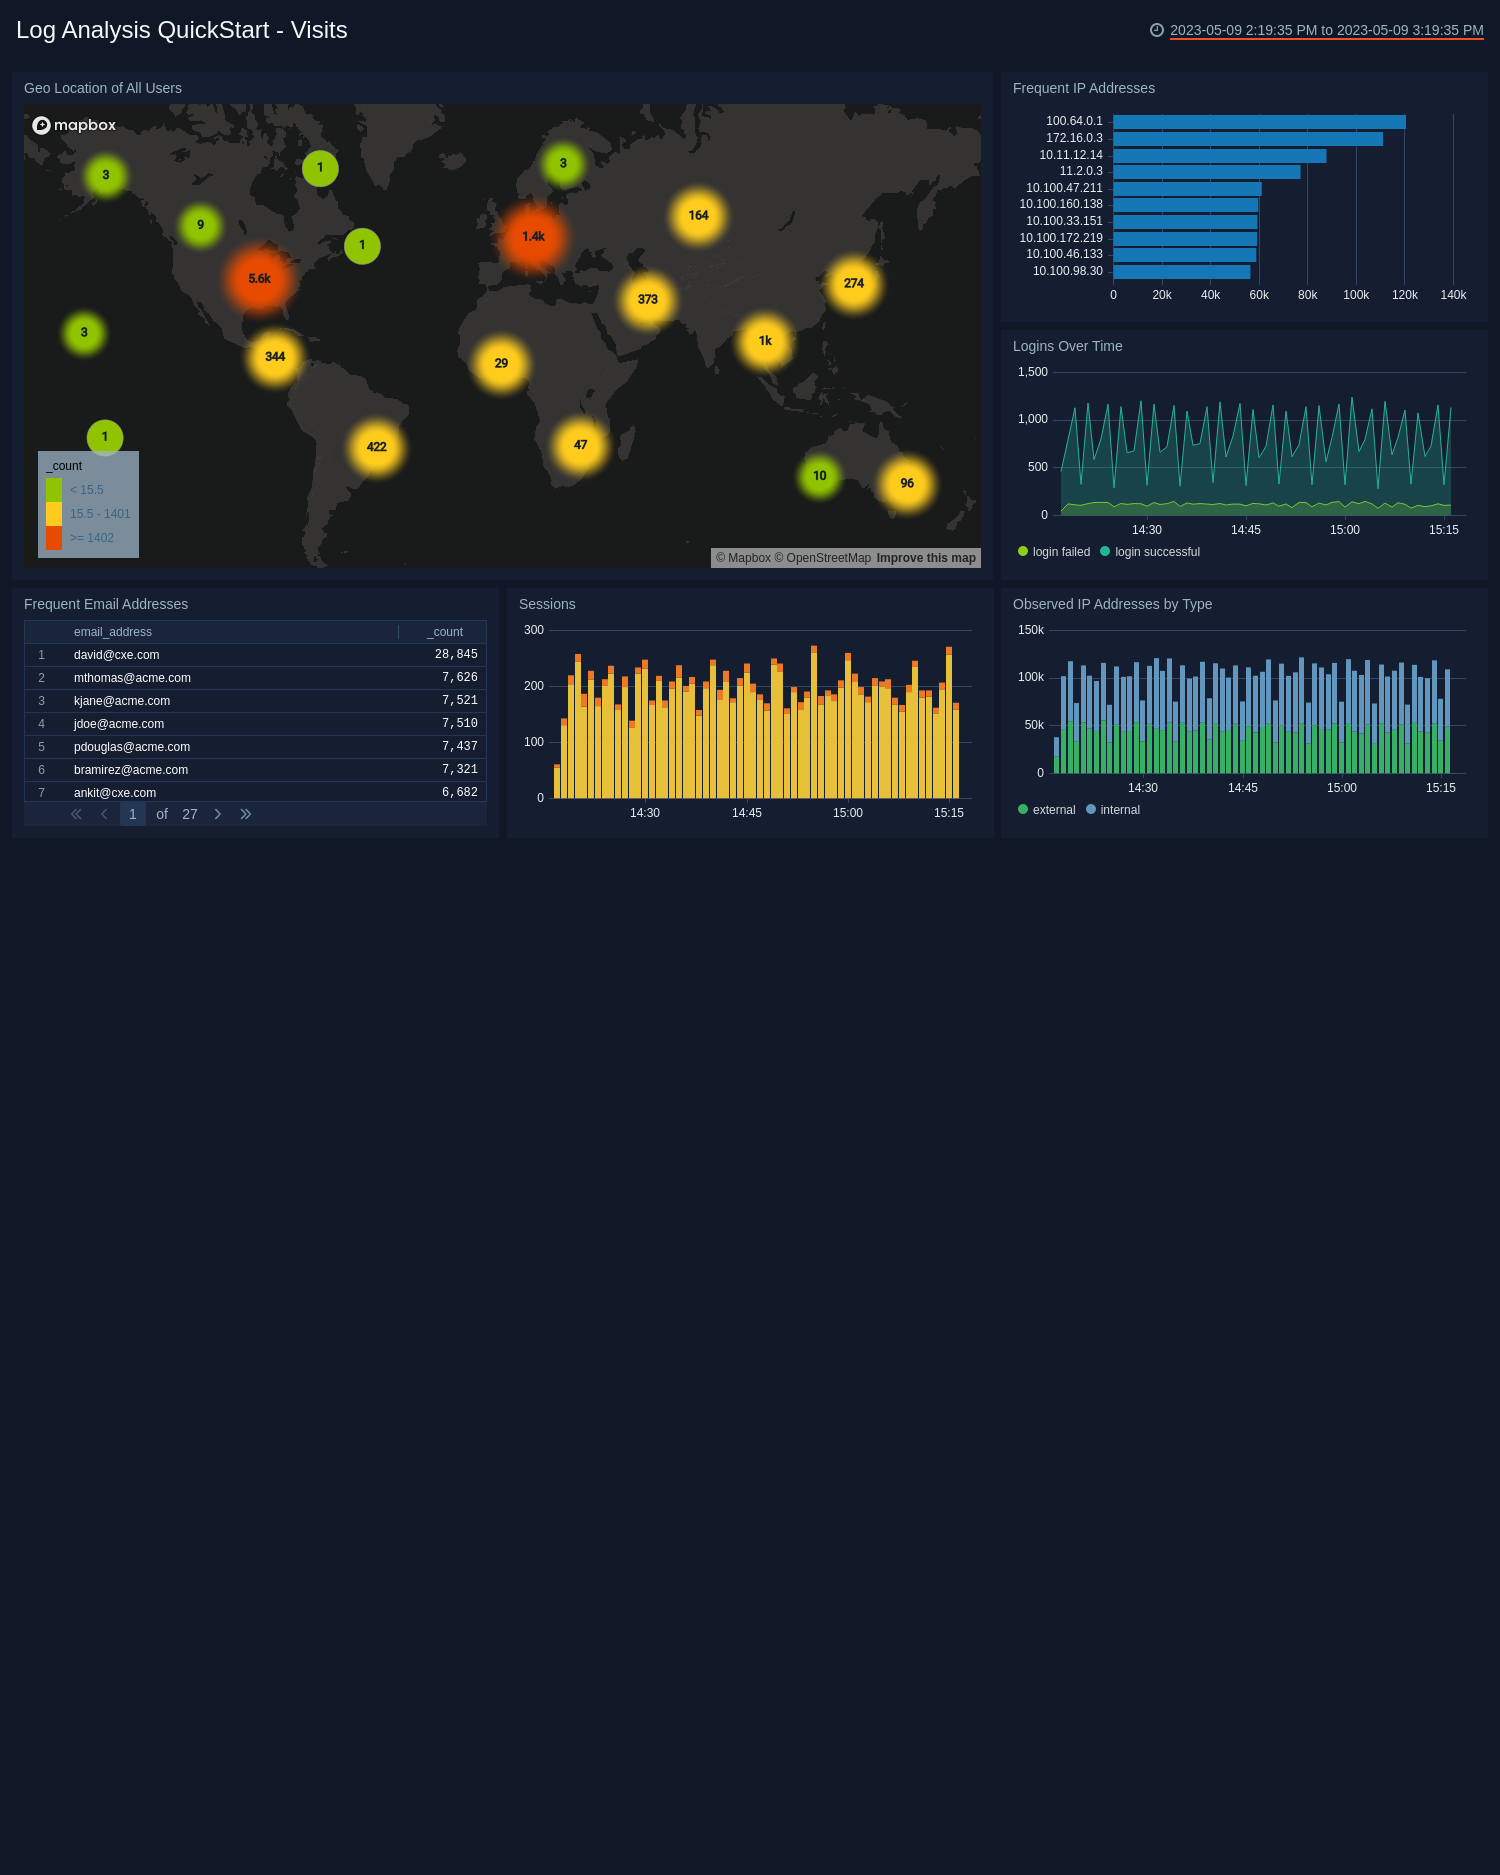 Log Analysis QuickStart - Visits
2023-05-09 2:19:35 PM to 2023-05-09 3:19:35 PM
Geo Location of All Users
mapbox
3
1
3
9
1
164
1.4k
5.6k
373
274
3
344
29
1k
1
422
47
10
96
_count
< 15.5
15.5 - 1401
>= 1402
© Mapbox © OpenStreetMap Improve this map
Frequent IP Addresses
100.64.0.1
172.16.0.3
10.11.12.14
11.2.0.3
10.100.47.211
10.100.160.138
10.100.33.151
10.100.172.219
10.100.46.133
10.100.98.30
0 20k 40k 60k 80k 100k 120k 140k
Logins Over Time
1,500
1,000
500
0
14:30 14:45 15:00 15:15
login failed login successful
Frequent Email Addresses
email_address _count
1 david@cxe.com 28,845
2 mthomas@acme.com 7,626
3 kjane@acme.com 7,521
4 jdoe@acme.com 7,510
5 pdouglas@acme.com 7,437
6 bramirez@acme.com 7,321
7 ankit@cxe.com 6,682
1 of 27
Sessions
300
200
100
0
14:30 14:45 15:00 15:15
Observed IP Addresses by Type
150k
100k
50k
0
14:30 14:45 15:00 15:15
external internal